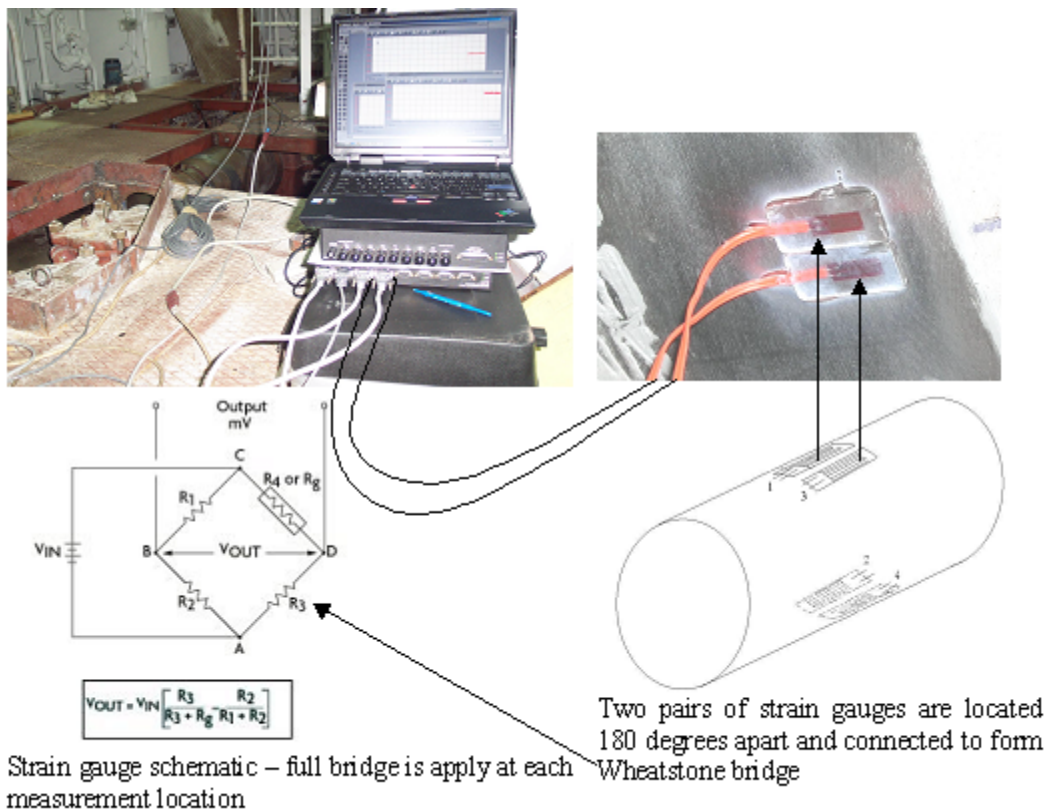 Output
mV
C
R4 or Rg
R1
VIN
B
VOUT
D
R2
R3
A
VOUT = VIN [ R3 / R3 + Rg - R2 / R1 + R2 ]
Strain gauge schematic – full bridge is apply at each
measurement location
1
3
2
4
Two pairs of strain gauges are located
180 degrees apart and connected to form
Wheatstone bridge